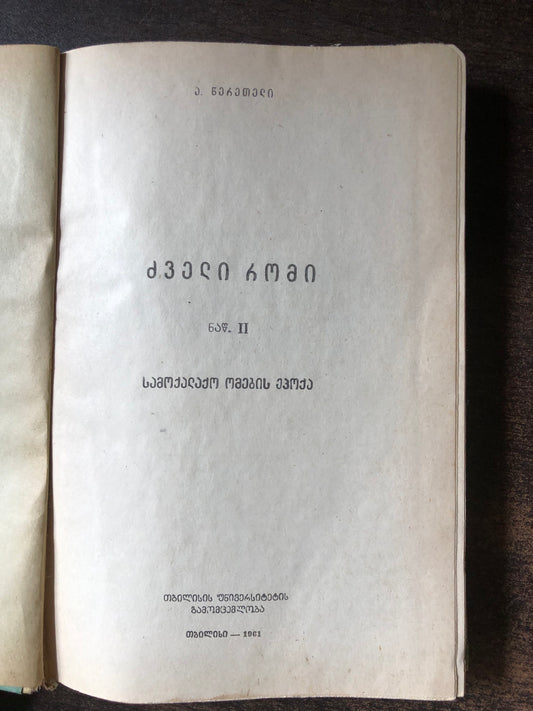 ა. წერეთელი
ძველი რომი
ნაწ. II
სამოქალაქო ომების ეპოქა
თბილისის უნივერსიტეტის
გამომცემლობა
თბილისი — 1961